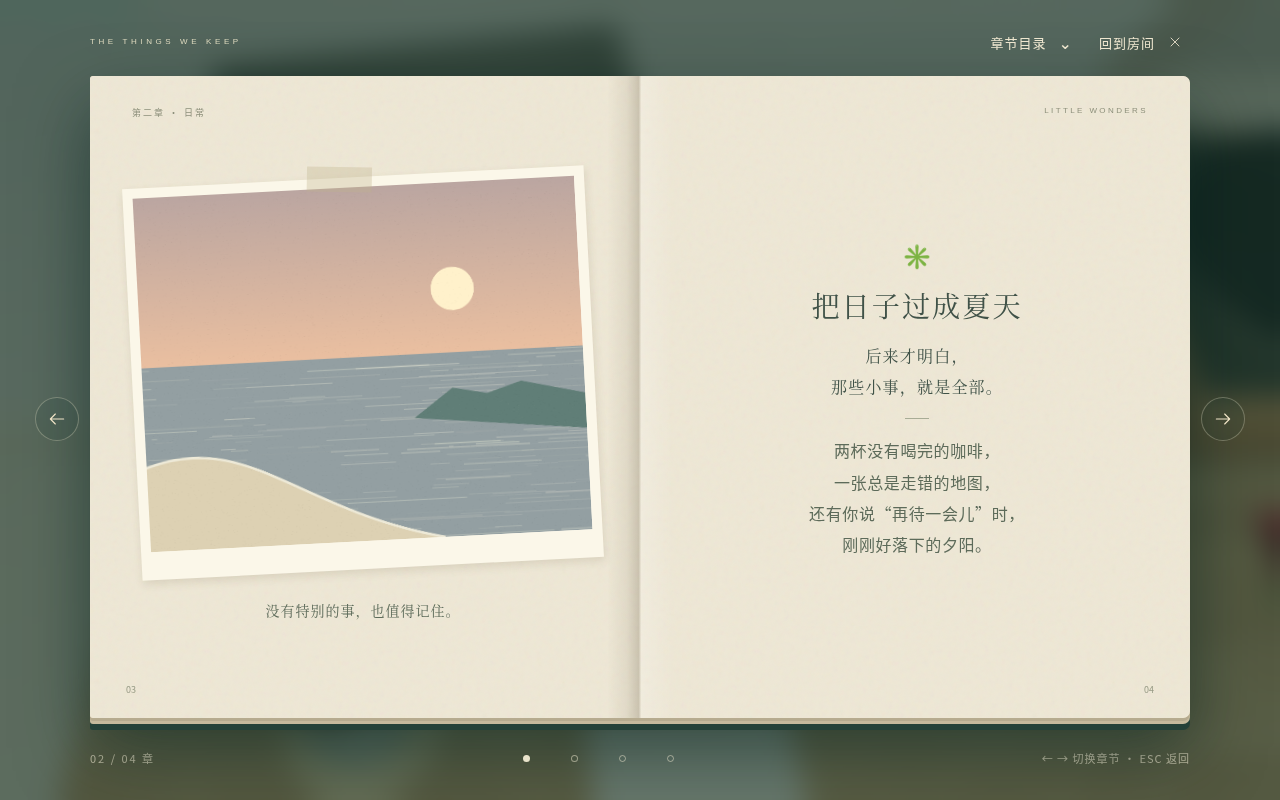 THE THINGS WE KEEP
章节目录
回到房间
第二章 · 日常
LITTLE WONDERS
把日子过成夏天
后来才明白，
那些小事，就是全部。
两杯没有喝完的咖啡，
一张总是走错的地图，
还有你说“再待一会儿”时，
刚刚好落下的夕阳。
没有特别的事，也值得记住。
03
04
02 / 04 章
← → 切换章节 · ESC 返回